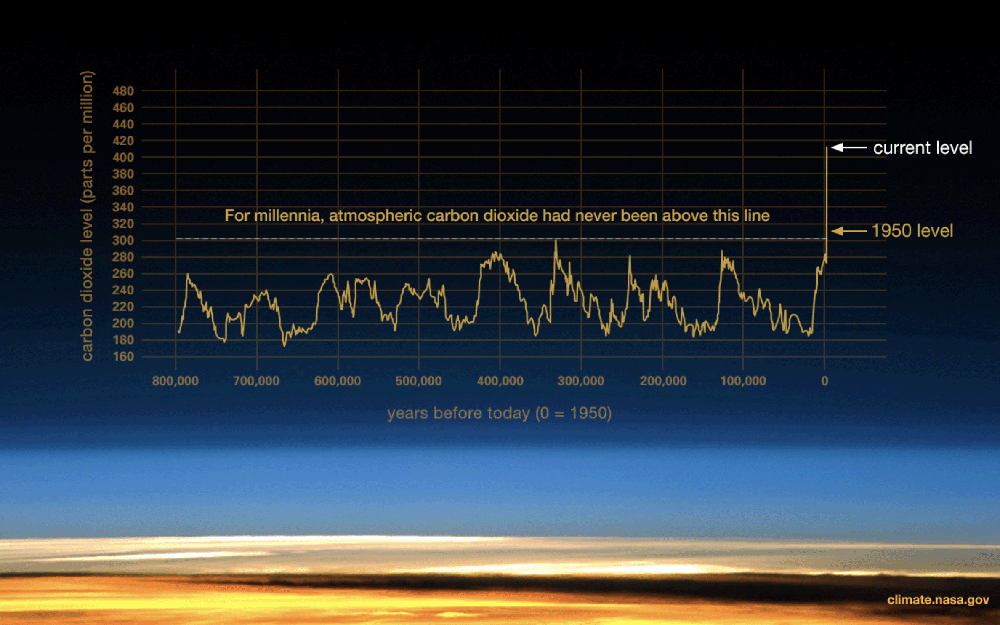 carbon dioxide level (parts per million)
480
460
440
420
400
380
360
340
320
300
280
260
240
220
200
180
160
current level
For millennia, atmospheric carbon dioxide had never been above this line
1950 level
800,000 700,000 600,000 500,000 400,000 300,000 200,000 100,000 0
years before today (0 = 1950)
climate.nasa.gov